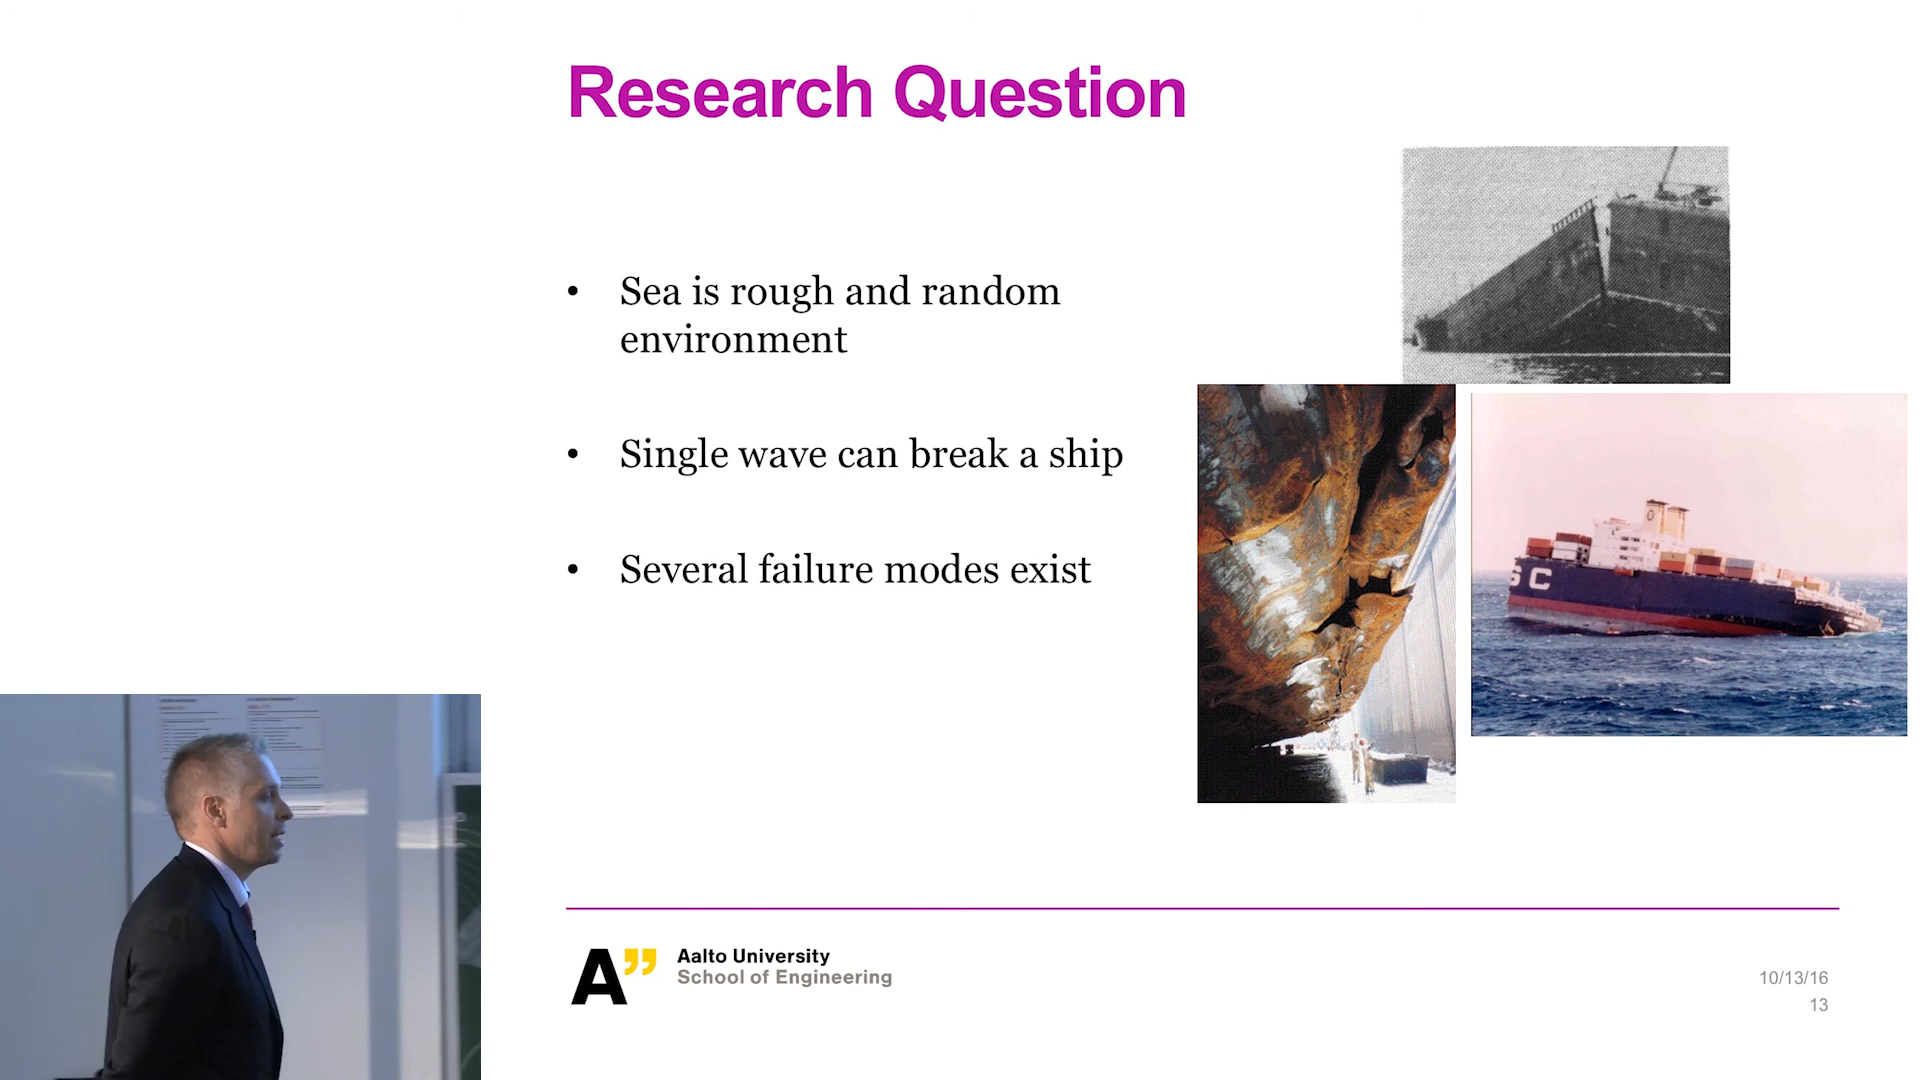 Research Question
• Sea is rough and random
environment
• Single wave can break a ship
• Several failure modes exist
SC
A”
Aalto University
School of Engineering
10/13/16
13